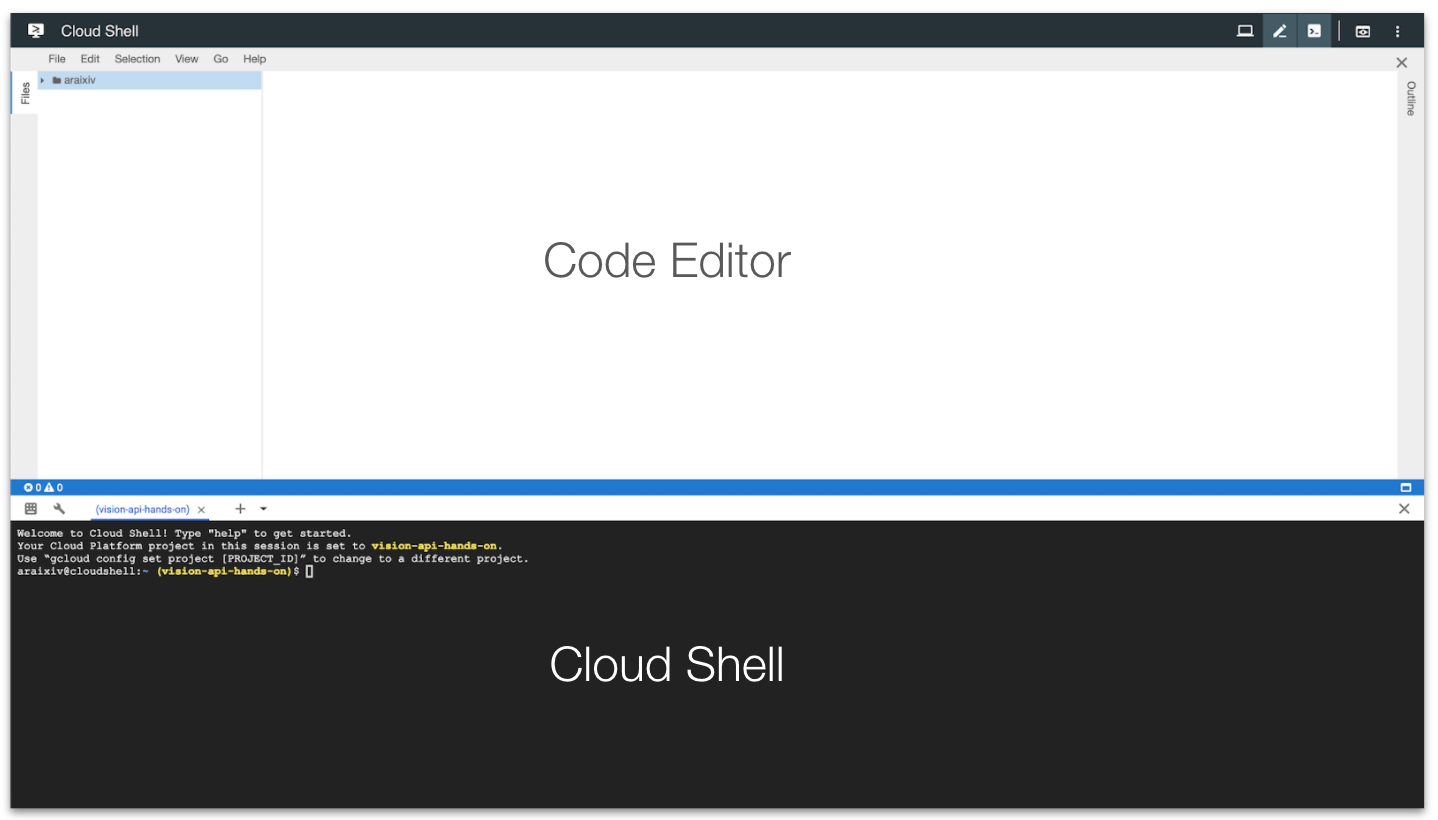 Cloud Shell
File Edit Selection View Go Help
Files
araixiv
Outline
Code Editor
0 0
(vision-api-hands-on)
Welcome to Cloud Shell! Type "help" to get started.
Your Cloud Platform project in this session is set to vision-api-hands-on.
Use “gcloud config set project [PROJECT_ID]” to change to a different project.
araixiv@cloudshell:~ (vision-api-hands-on)$
Cloud Shell